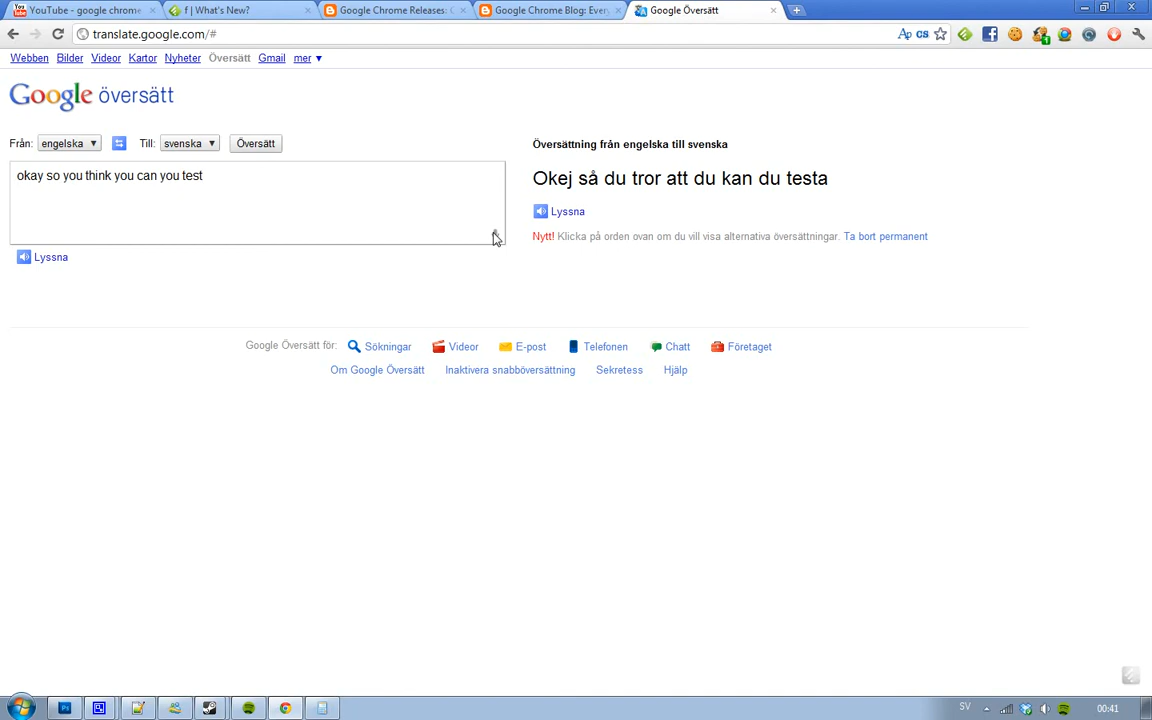 YouTube - google chrome
f | What's New?
Google Chrome Releases:
Google Chrome Blog: Every
Google Översätt
translate.google.com/#
Webben Bilder Videor Kartor Nyheter Översätt Gmail mer ▼
Google översätt
Från: engelska ▼ Till: svenska ▼ Översätt
okay so you think you can you test
Lyssna
Översättning från engelska till svenska
Okej så du tror att du kan du testa
Lyssna
Nytt! Klicka på orden ovan om du vill visa alternativa översättningar. Ta bort permanent
Google Översätt för: Sökningar Videor E-post Telefonen Chatt Företaget
Om Google Översätt Inaktivera snabböversättning Sekretess Hjälp
SV 00:41